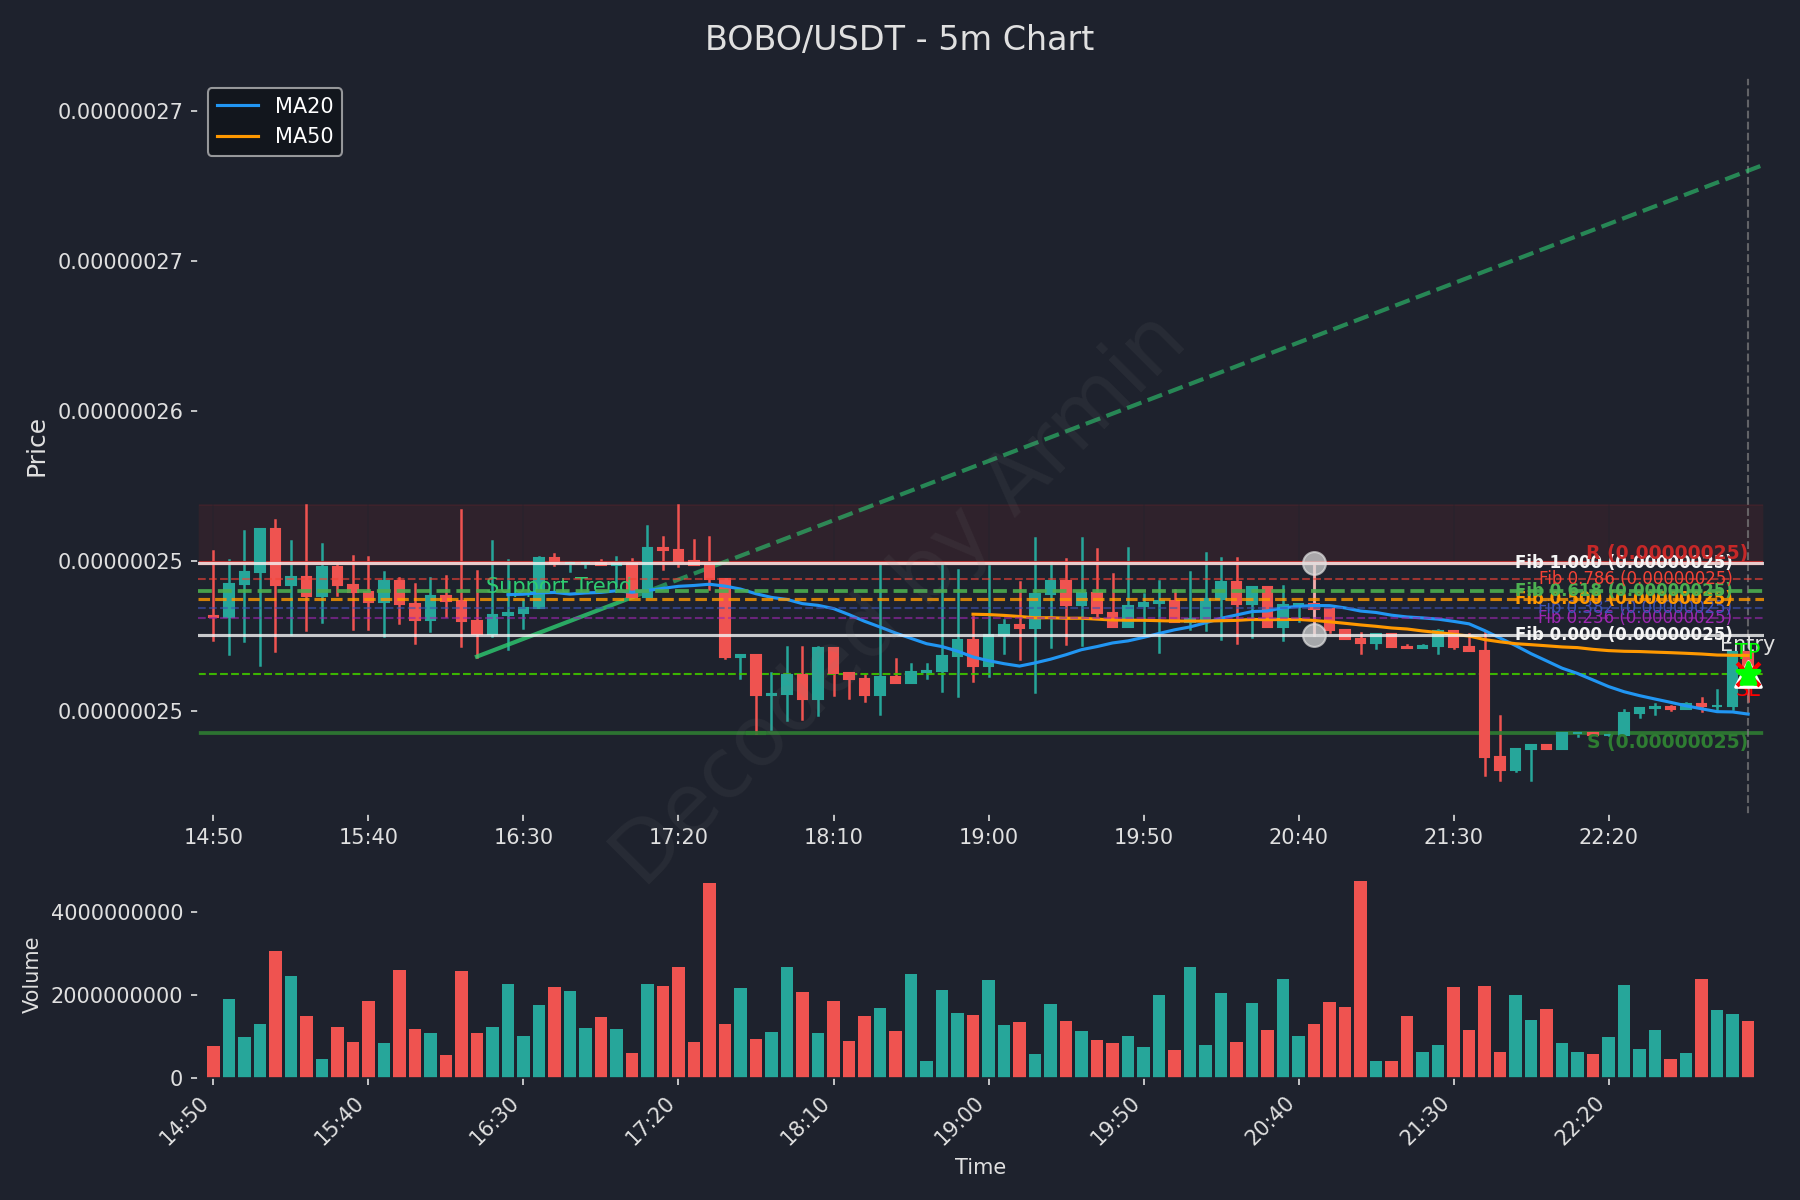 BOBO/USDT - 5m Chart
MA20
MA50
0.00000027
0.00000027
0.00000026
0.00000025
0.00000025
Price
Support Trend
R (0.00000025)
Fib 1.000 (0.00000025)
Fib 0.786 (0.00000025)
Fib 0.618 (0.00000025)
Fib 0.500 (0.00000025)
Fib 0.382 (0.00000025)
Fib 0.236 (0.00000025)
Fib 0.000 (0.00000025)
Entry
SL
S (0.00000025)
Decoded by Armin
14:50 15:40 16:30 17:20 18:10 19:00 19:50 20:40 21:30 22:20
4000000000
2000000000
0
Volume
14:50 15:40 16:30 17:20 18:10 19:00 19:50 20:40 21:30 22:20
Time